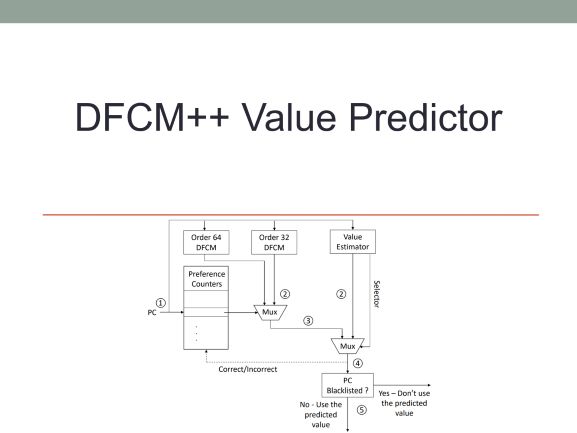 DFCM++ Value Predictor
Order 64
DFCM
Order 32
DFCM
Value
Estimator
Preference
Counters
①
PC
②
②
Selector
Mux
③
.
.
.
Mux
Correct/Incorrect
④
PC
Blacklisted ?
Yes – Don't use
the predicted
value
No - Use the
predicted
value
⑤